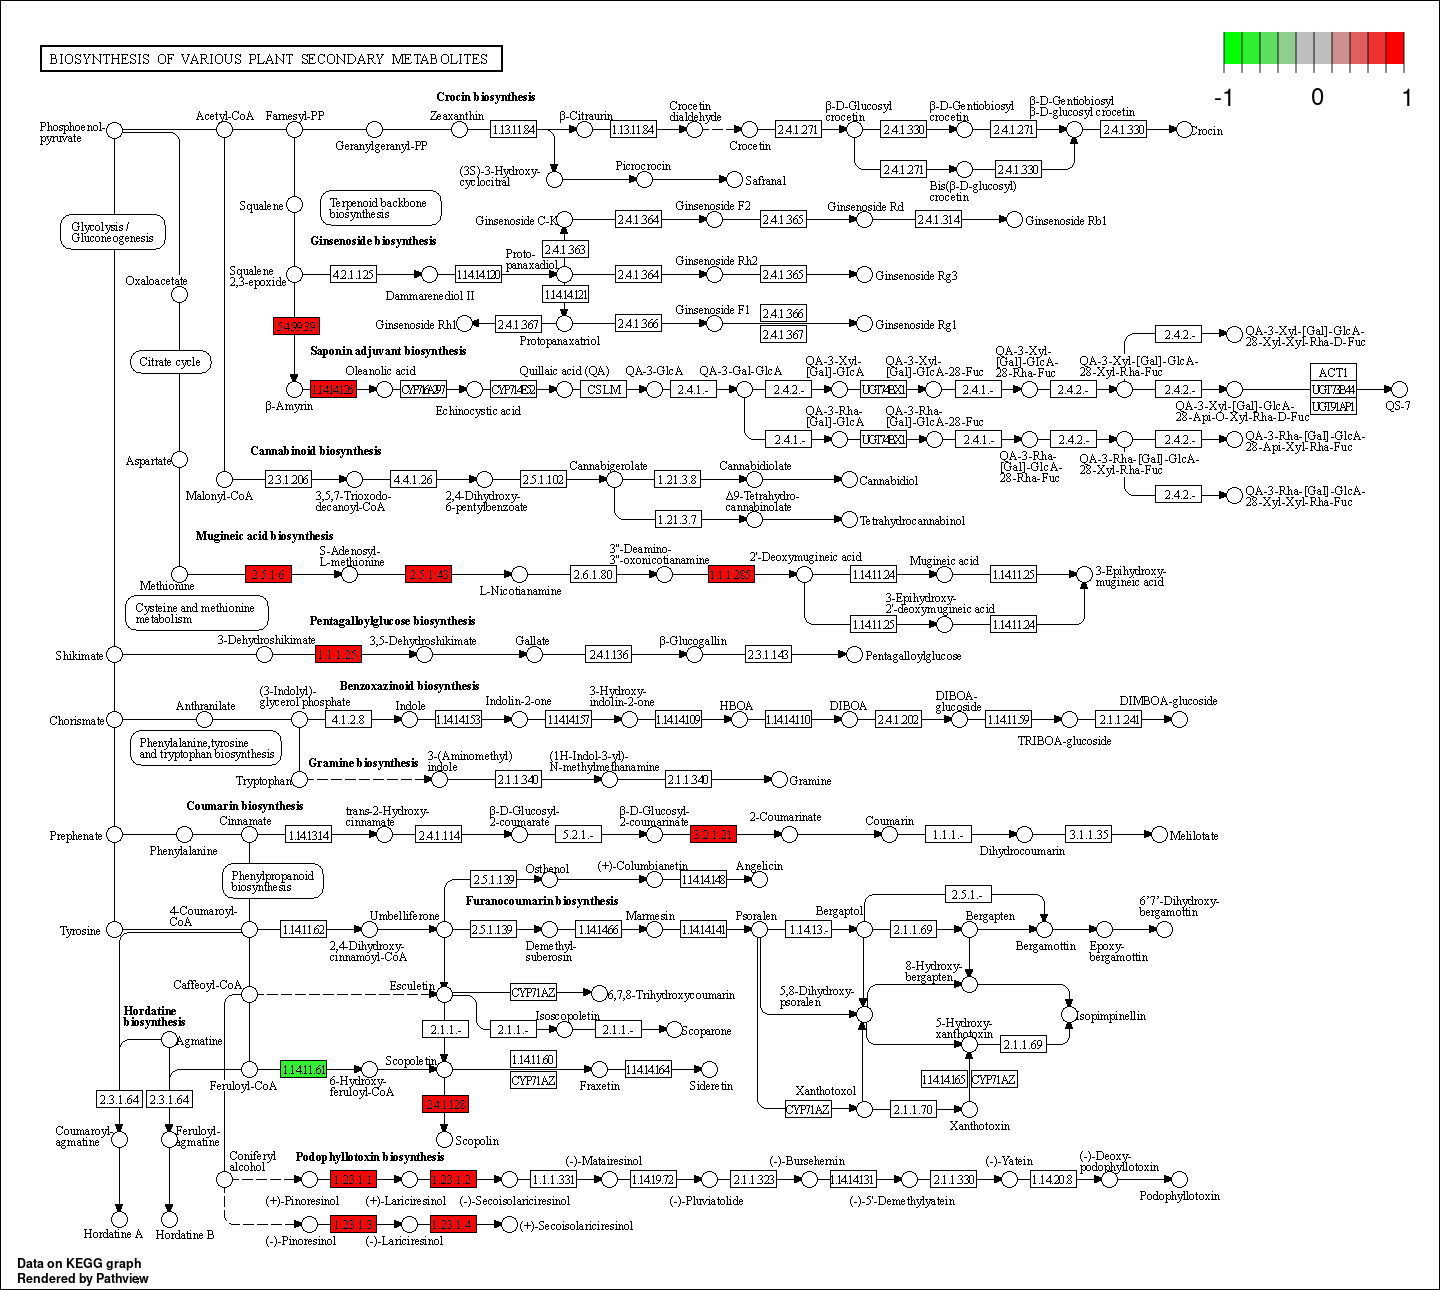 BIOSYNTHESIS OF VARIOUS PLANT SECONDARY METABOLITES
-1 0 1
Crocin biosynthesis
Phosphoenol-
pyruvate
Acetyl-CoA
Farnesyl-PP
Geranylgeranyl-PP
Zeaxanthin
1.13.11.84
β-Citraurin
1.13.11.84
Crocetin
dialdehyde
Crocetin
2.4.1.271
β-D-Glucosyl
crocetin
2.4.1.330
β-D-Gentiobiosyl
crocetin
2.4.1.271
β-D-Gentiobiosyl
β-D-glucosyl crocetin
2.4.1.330
Crocin
2.4.1.271
Bis(β-D-glucosyl)
crocetin
2.4.1.330
(3S)-3-Hydroxy-
cyclocitral
Picrocrocin
Safranal
Squalene
Terpenoid backbone
biosynthesis
Glycolysis /
Gluconeogenesis
Ginsenoside biosynthesis
Ginsenoside C-K
2.4.1.364
Ginsenoside F2
2.4.1.365
Ginsenoside Rd
2.4.1.314
Ginsenoside Rb1
2.4.1.363
Squalene
2,3-epoxide
4.2.1.125
Dammarenediol II
1.14.14.120
Proto-
panaxadiol
2.4.1.364
Ginsenoside Rh2
2.4.1.365
Ginsenoside Rg3
1.14.14.121
Oxaloacetate
5.4.99.39
Ginsenoside Rh1
2.4.1.367
Protopanaxatriol
2.4.1.366
Ginsenoside F1
2.4.1.366
2.4.1.367
Ginsenoside Rg1
Citrate cycle
Saponin adjuvant biosynthesis
β-Amyrin
1.14.14.126
Oleanolic acid
CYP716A297
Echinocystic acid
CYP714E52
Quillaic acid (QA)
CSLM
QA-3-GlcA
2.4.1.-
QA-3-Gal-GlcA
2.4.2.-
QA-3-Xyl-
[Gal]-GlcA
UGT74BX1
QA-3-Xyl-
[Gal]-GlcA-28-Fuc
2.4.1.-
QA-3-Xyl-
[Gal]-GlcA-
28-Rha-Fuc
2.4.2.-
QA-3-Xyl-[Gal]-GlcA-
28-Xyl-Rha-Fuc
2.4.2.-
QA-3-Xyl-[Gal]-GlcA-
28-Xyl-Xyl-Rha-D-Fuc
2.4.2.-
QA-3-Xyl-[Gal]-GlcA-
28-Api-O-Xyl-Rha-D-Fuc
ACT1
UGT73B44
UGT91AP1
QS-7
2.4.1.-
QA-3-Rha-
[Gal]-GlcA
UGT74BX1
QA-3-Rha-
[Gal]-GlcA-28-Fuc
2.4.1.-
QA-3-Rha-
[Gal]-GlcA-
28-Rha-Fuc
2.4.2.-
QA-3-Rha-[Gal]-GlcA-
28-Xyl-Rha-Fuc
2.4.2.-
QA-3-Rha-[Gal]-GlcA-
28-Api-Xyl-Rha-Fuc
2.4.2.-
QA-3-Rha-[Gal]-GlcA-
28-Xyl-Xyl-Rha-Fuc
Cannabinoid biosynthesis
Aspartate
Malonyl-CoA
2.3.1.206
3,5,7-Trioxodo-
decanoyl-CoA
4.4.1.26
2,4-Dihydroxy-
6-pentylbenzoate
2.5.1.102
Cannabigerolate
1.21.3.8
Cannabidiolate
Cannabidiol
1.21.3.7
Δ9-Tetrahydro-
cannabinolate
Tetrahydrocannabinol
Mugineic acid biosynthesis
Methionine
2.5.1.6
S-Adenosyl-
L-methionine
2.5.1.43
L-Nicotianamine
2.6.1.80
3"-Deamino-
3"-oxonicotianamine
1.1.1.285
2'-Deoxymugineic acid
1.14.11.24
Mugineic acid
1.14.11.25
3-Epihydroxy-
mugineic acid
1.14.11.25
3-Epihydroxy-
2'-deoxymugineic acid
1.14.11.24
Cysteine and methionine
metabolism
Pentagalloylglucose biosynthesis
Shikimate
3-Dehydroshikimate
1.1.1.25
3,5-Dehydroshikimate
Gallate
2.4.1.136
β-Glucogallin
2.3.1.143
Pentagalloylglucose
Benzoxazinoid biosynthesis
Chorismate
Anthranilate
(3-Indolyl)-
glycerol phosphate
4.1.2.8
Indole
1.14.14.153
Indolin-2-one
1.14.14.157
3-Hydroxy-
indolin-2-one
1.14.14.109
HBOA
1.14.14.110
DIBOA
2.4.1.202
DIBOA-
glucoside
1.14.11.59
TRIBOA-glucoside
2.1.1.241
DIMBOA-glucoside
Phenylalanine,tyrosine
and tryptophan biosynthesis
Gramine biosynthesis
Tryptophan
3-(Aminomethyl)
indole
2.1.1.340
(1H-Indol-3-yl)-
N-methylmethanamine
2.1.1.340
Gramine
Coumarin biosynthesis
Prephenate
Phenylalanine
Cinnamate
1.14.13.14
trans-2-Hydroxy-
cinnamate
2.4.1.114
β-D-Glucosyl-
2-coumarate
5.2.1.-
β-D-Glucosyl-
2-coumarinate
3.2.1.21
2-Coumarinate
Coumarin
1.1.1.-
Dihydrocoumarin
3.1.1.35
Melilotate
Phenylpropanoid
biosynthesis
2.5.1.139
Osthenol
(+)-Columbianetin
1.14.14.148
Angelicin
Furanocoumarin biosynthesis
Tyrosine
4-Coumaroyl-
CoA
1.14.11.62
2,4-Dihydroxy-
cinnamoyl-CoA
Umbelliferone
2.5.1.139
Demethyl-
suberosin
1.14.14.66
Marmesin
1.14.14.141
Psoralen
1.14.13.-
Bergaptol
2.5.1.-
2.1.1.69
Bergapten
Bergamottin
Epoxy-
bergamottin
6'7'-Dihydroxy-
bergamottin
Caffeoyl-CoA
Esculetin
CYP71AZ
6,7,8-Trihydroxycoumarin
2.1.1.-
2.1.1.-
Isoscopoletin
2.1.1.-
Scoparone
5,8-Dihydroxy-
psoralen
8-Hydroxy-
bergapten
5-Hydroxy-
xanthotoxin
2.1.1.69
Isopimpinellin
Hordatine
biosynthesis
Agmatine
Feruloyl-CoA
1.14.11.61
6-Hydroxy-
feruloyl-CoA
Scopoletin
1.14.11.60
CYP71AZ
Fraxetin
1.14.14.164
Sideretin
1.14.14.165
CYP71AZ
2.3.1.64
2.3.1.64
2.4.1.128
Scopolin
Xanthotoxol
CYP71AZ
2.1.1.70
Xanthotoxin
Coumaroyl-
agmatine
Feruloyl-
agmatine
Podophyllotoxin biosynthesis
Coniferyl
alcohol
(+)-Pinoresinol
1.23.1.1
(+)-Lariciresinol
1.23.1.2
(-)-Secoisolariciresinol
1.1.1.331
(-)-Matairesinol
1.14.19.72
(-)-Pluviatolide
2.1.1.323
(-)-Bursehernin
1.14.14.131
(-)-5'-Demethylyatein
2.1.1.330
(-)-Yatein
1.14.20.8
(-)-Deoxy-
podophyllotoxin
Podophyllotoxin
(-)-Pinoresinol
1.23.1.3
(-)-Lariciresinol
1.23.1.4
(+)-Secoisolariciresinol
Hordatine A
Hordatine B
Data on KEGG graph
Rendered by Pathview